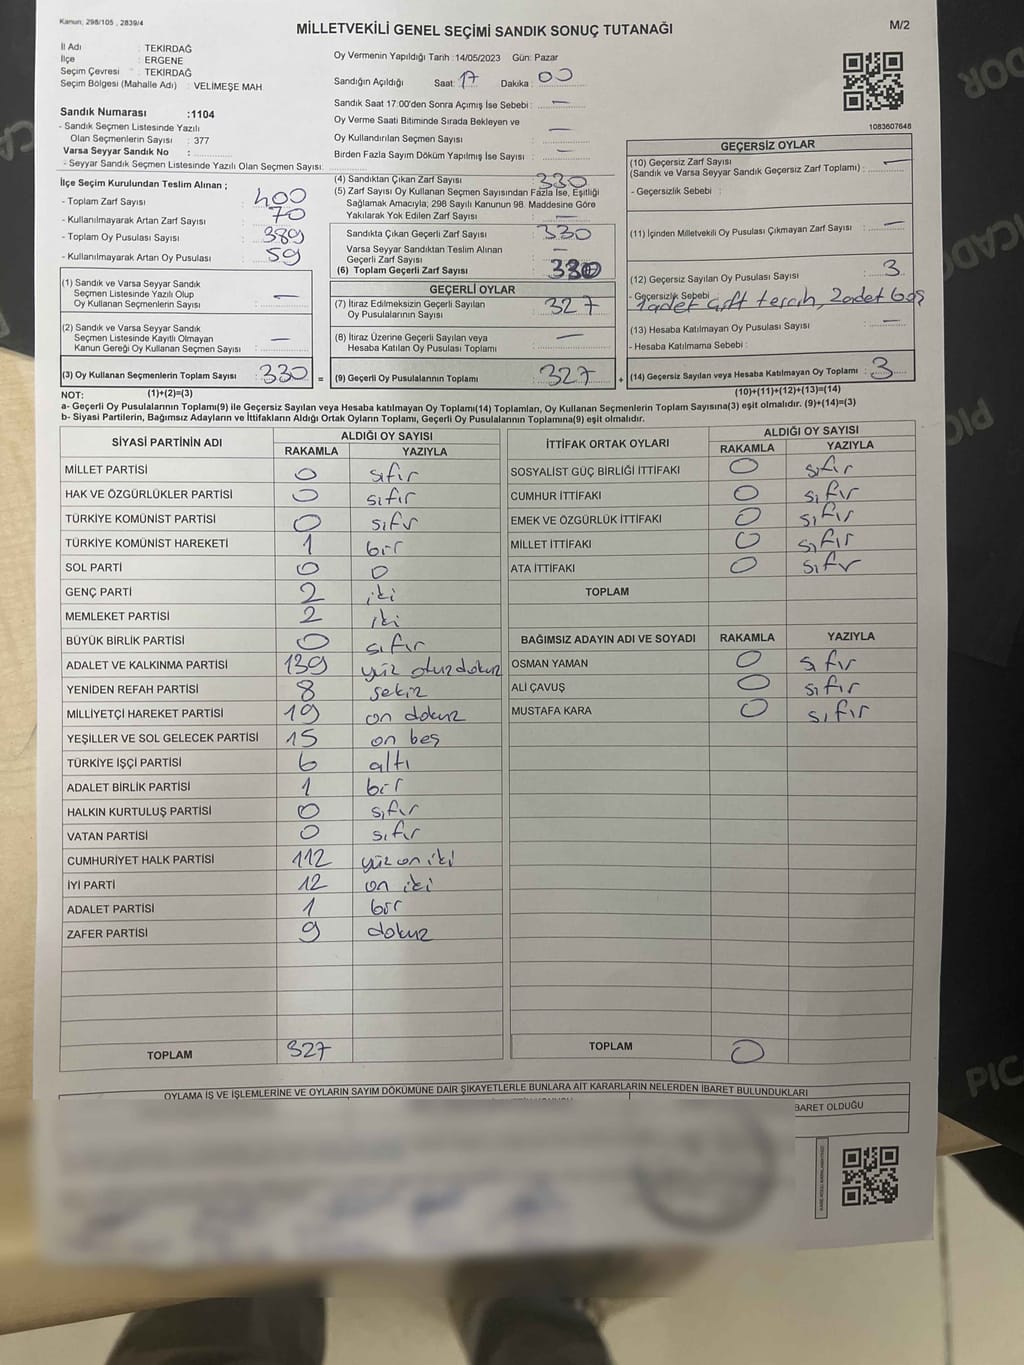 Kanun; 298/105 , 2839/4
MİLLETVEKİLİ GENEL SEÇİMİ SANDIK SONUÇ TUTANAĞI
M/2
İl Adı : TEKİRDAĞ
İlçe : ERGENE
Seçim Çevresi : TEKİRDAĞ
Seçim Bölgesi (Mahalle Adı) : VELİMEŞE MAH
Sandık Numarası :1104
- Sandık Seçmen Listesinde Yazılı
Olan Seçmenlerin Sayısı : 377
Varsa Seyyar Sandık No :
- Seyyar Sandık Seçmen Listesinde Yazılı Olan Seçmen Sayısı:
Oy Vermenin Yapıldığı Tarih :14/05/2023 Gün: Pazar
Sandığın Açıldığı Saat: 17 Dakika : 00
Sandık Saat 17:00'den Sonra Açımış İse Sebebi : —
Oy Verme Saati Bitiminde Sırada Bekleyen ve
Oy Kullandırılan Seçmen Sayısı : —
Birden Fazla Sayım Döküm Yapılmış İse Sayısı : —
1083607648
İlçe Seçim Kurulundan Teslim Alınan ;
- Toplam Zarf Sayısı : 400
- Kullanılmayarak Artan Zarf Sayısı : 70
- Toplam Oy Pusulası Sayısı : 389
- Kullanılmayarak Artan Oy Pusulası : 59
(1) Sandık ve Varsa Seyyar Sandık
Seçmen Listesinde Yazılı Olup
Oy Kullanan Seçmenlerin Sayısı : —
(2) Sandık ve Varsa Seyyar Sandık
Seçmen Listesinde Kayıtlı Olmayan
Kanun Gereği Oy Kullanan Seçmen Sayısı : —
(3) Oy Kullanan Seçmenlerin Toplam Sayısı : 330
(4) Sandıktan Çıkan Zarf Sayısı : 330
(5) Zarf Sayısı Oy Kullanan Seçmen Sayısından Fazla İse, Eşitliği
Sağlamak Amacıyla; 298 Sayılı Kanunun 98. Maddesine Göre
Yakılarak Yok Edilen Zarf Sayısı : —
Sandıkta Çıkan Geçerli Zarf Sayısı : 330
Varsa Seyyar Sandıktan Teslim Alınan
Geçerli Zarf Sayısı : —
(6) Toplam Geçerli Zarf Sayısı : 330
GEÇERLİ OYLAR
(7) İtiraz Edilmeksizin Geçerli Sayılan
Oy Pusulalarının Sayısı : 327
(8) İtiraz Üzerine Geçerli Sayılan veya
Hesaba Katılan Oy Pusulası Toplamı : —
= (9) Geçerli Oy Pusulalarının Toplamı : 327
GEÇERSİZ OYLAR
(10) Geçersiz Zarf Sayısı
(Sandık ve Varsa Seyyar Sandık Geçersiz Zarf Toplamı) : —
- Geçersizlik Sebebi :
(11) İçinden Milletvekili Oy Pusulası Çıkmayan Zarf Sayısı : —
(12) Geçersiz Sayılan Oy Pusulası Sayısı : 3
- Geçersizlik Sebebi : 1 adet çift tercih, 2 adet boş
(13) Hesaba Katılmayan Oy Pusulası Sayısı : —
- Hesaba Katılmama Sebebi :
+ (14) Geçersiz Sayılan veya Hesaba Katılmayan Oy Toplamı : 3
NOT: (1)+(2)=(3) (10)+(11)+(12)+(13)=(14)
a- Geçerli Oy Pusulalarının Toplamı(9) ile Geçersiz Sayılan veya Hesaba katılmayan Oy Toplamı(14) Toplamları, Oy Kullanan Seçmenlerin Toplam Sayısına(3) eşit olmalıdır. (9)+(14)=(3)
b- Siyasi Partilerin, Bağımsız Adayların ve İttifakların Aldığı Ortak Oyların Toplamı, Geçerli Oy Pusulalarının Toplamına(9) eşit olmalıdır.
SİYASİ PARTİNİN ADI ALDIĞI OY SAYISI
RAKAMLA YAZIYLA
MİLLET PARTİSİ 0 sıfır
HAK VE ÖZGÜRLÜKLER PARTİSİ 0 sıfır
TÜRKİYE KOMÜNİST PARTİSİ 0 sıfır
TÜRKİYE KOMÜNİST HAREKETİ 1 bir
SOL PARTİ 0 0
GENÇ PARTİ 2 iki
MEMLEKET PARTİSİ 2 iki
BÜYÜK BİRLİK PARTİSİ 0 sıfır
ADALET VE KALKINMA PARTİSİ 139 yüz otuz dokuz
YENİDEN REFAH PARTİSİ 8 sekiz
MİLLİYETÇİ HAREKET PARTİSİ 19 on dokuz
YEŞİLLER VE SOL GELECEK PARTİSİ 15 on beş
TÜRKİYE İŞÇİ PARTİSİ 6 altı
ADALET BİRLİK PARTİSİ 1 bir
HALKIN KURTULUŞ PARTİSİ 0 sıfır
VATAN PARTİSİ 0 sıfır
CUMHURİYET HALK PARTİSİ 112 yüz on iki
İYİ PARTİ 12 on iki
ADALET PARTİSİ 1 bir
ZAFER PARTİSİ 9 dokuz
TOPLAM 327
İTTİFAK ORTAK OYLARI ALDIĞI OY SAYISI
RAKAMLA YAZIYLA
SOSYALİST GÜÇ BİRLİĞİ İTTİFAKI 0 sıfır
CUMHUR İTTİFAKI 0 sıfır
EMEK VE ÖZGÜRLÜK İTTİFAKI 0 sıfır
MİLLET İTTİFAKI 0 sıfır
ATA İTTİFAKI 0 sıfır
TOPLAM
BAĞIMSIZ ADAYIN ADI VE SOYADI RAKAMLA YAZIYLA
OSMAN YAMAN 0 sıfır
ALİ ÇAVUŞ 0 sıfır
MUSTAFA KARA 0 sıfır
TOPLAM 0
OYLAMA İŞ VE İŞLEMLERİNE VE OYLARIN SAYIM DÖKÜMÜNE DAİR ŞİKAYETLERLE BUNLARA AİT KARARLARIN NELERDEN İBARET BULUNDUKLARI
BARET OLDUĞU